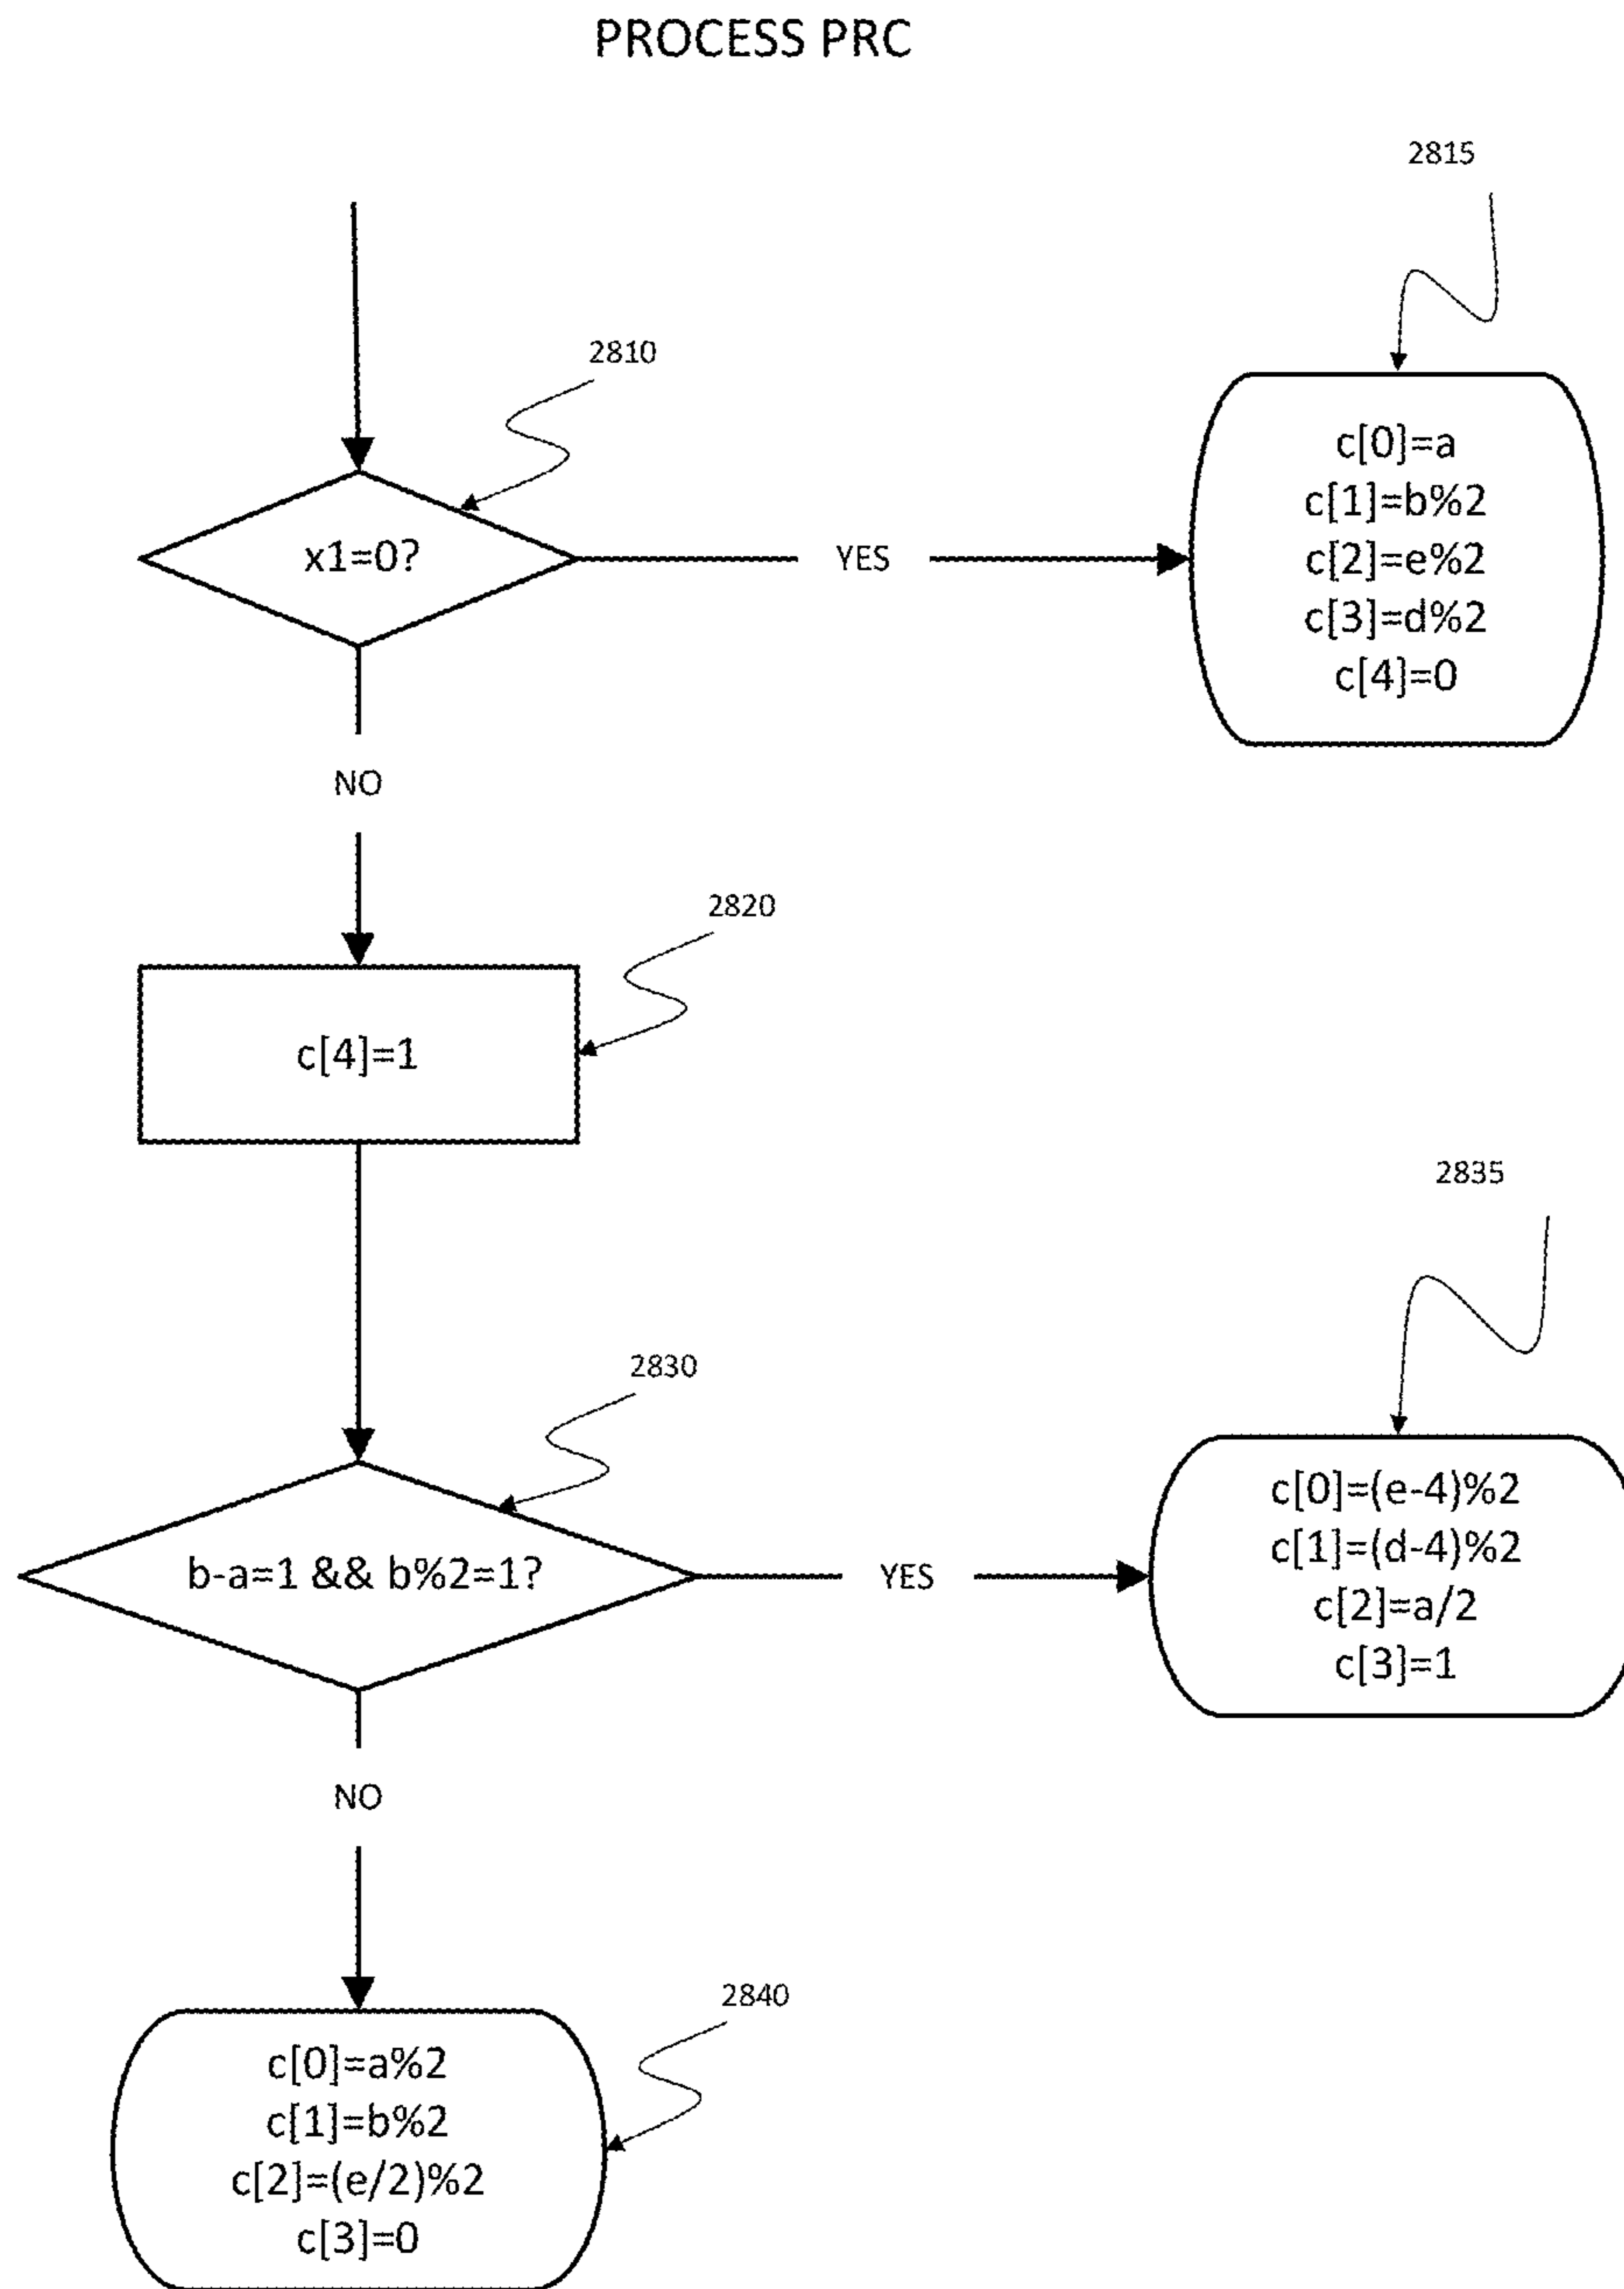 PROCESS PRC
2815
2810
c[0]=a
c[1]=b%2
c[2]=e%2
c[3]=d%2
c[4]=0
x1=0?
YES
NO
2820
c[4]=1
2835
2830
c[0]=(e-4)%2
c[1]=(d-4)%2
c[2]=a/2
c[3]=1
b-a=1 && b%2=1?
YES
NO
2840
c[0]=a%2
c[1]=b%2
c[2]=(e/2)%2
c[3]=0